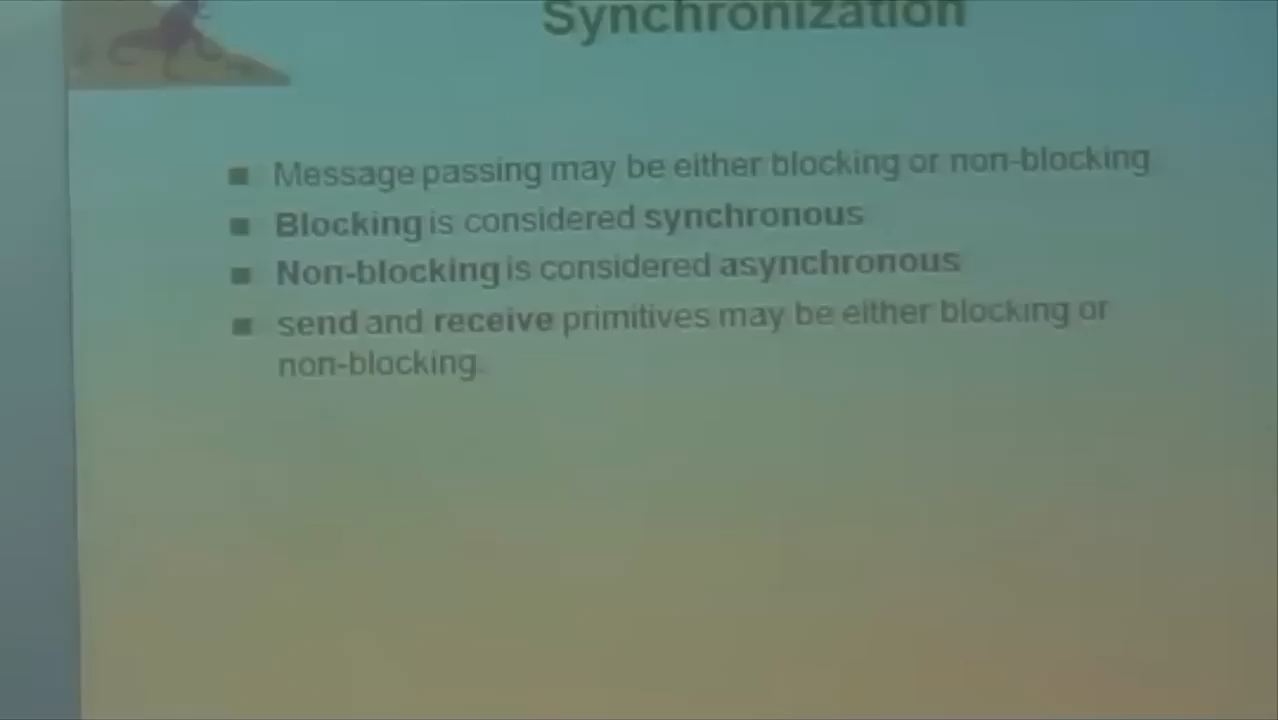 Synchronization
Message passing may be either blocking or non-blocking
Blocking is considered synchronous
Non-blocking is considered asynchronous
send and receive primitives may be either blocking or
non-blocking.